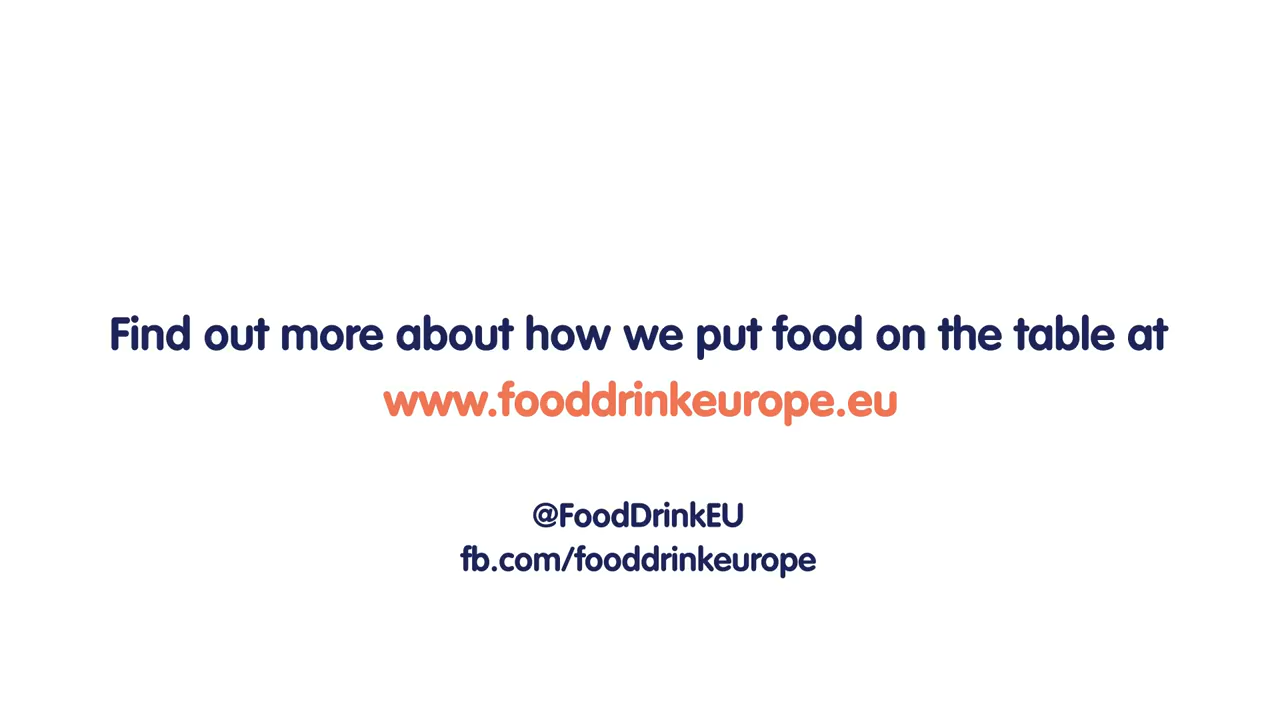 Find out more about how we put food on the table at
www.fooddrinkeurope.eu
@FoodDrinkEU
fb.com/fooddrinkeurope